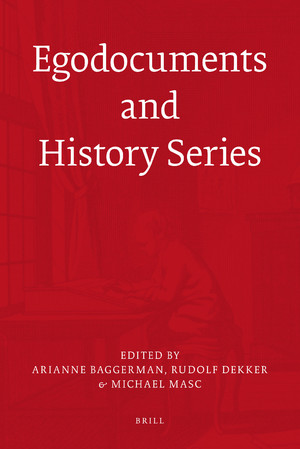 Egodocuments
and
History Series
EDITED BY
ARIANNE BAGGERMAN, RUDOLF DEKKER
& MICHAEL MASC
BRILL